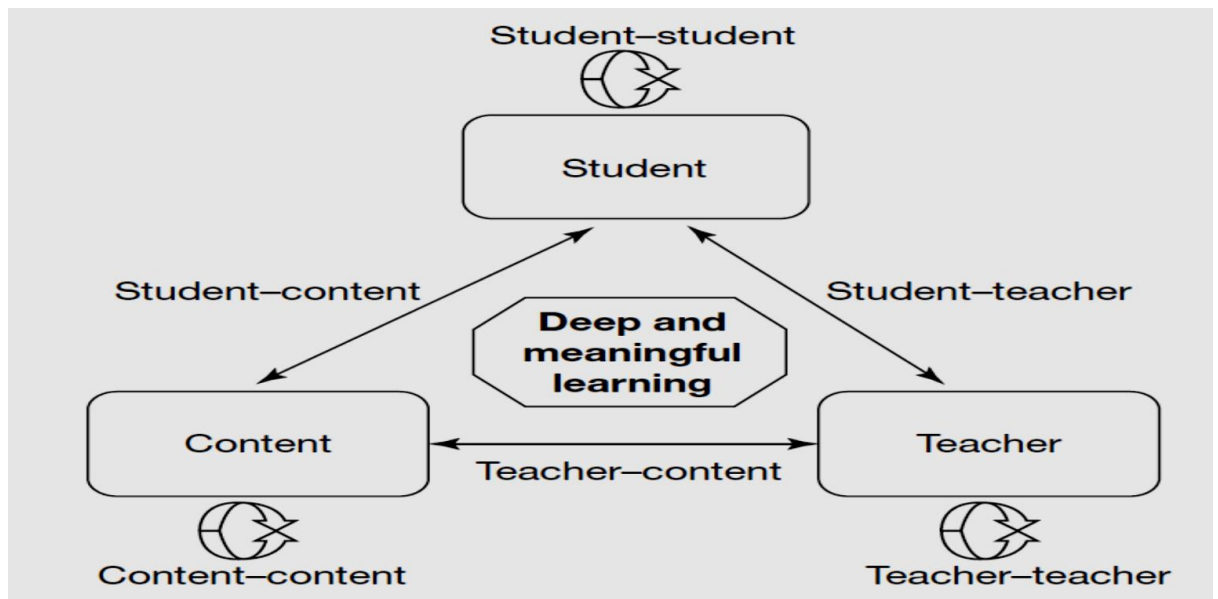 Student–student
Student
Student–content
Student–teacher
Deep and
meaningful
learning
Content
Teacher
Teacher–content
Content–content
Teacher–teacher